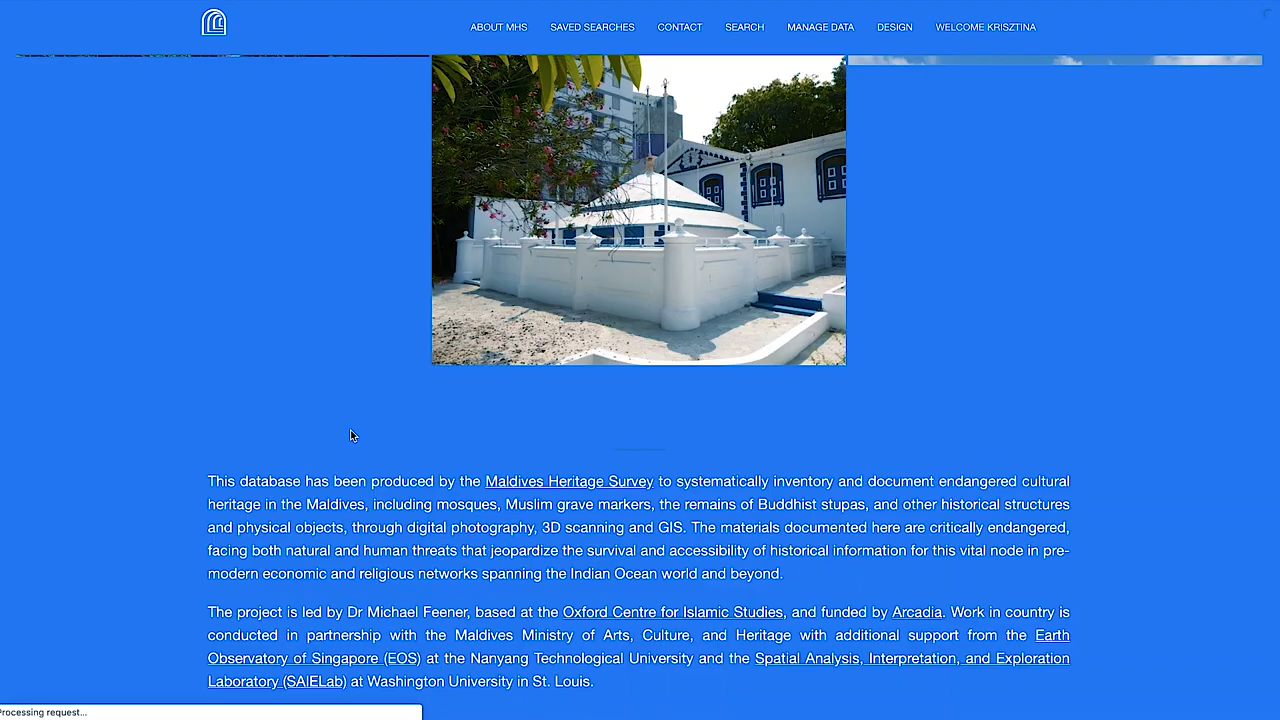 ABOUT MHS SAVED SEARCHES CONTACT SEARCH MANAGE DATA DESIGN WELCOME KRISZTINA
This database has been produced by the Maldives Heritage Survey to systematically inventory and document endangered cultural
heritage in the Maldives, including mosques, Muslim grave markers, the remains of Buddhist stupas, and other historical structures
and physical objects, through digital photography, 3D scanning and GIS. The materials documented here are critically endangered,
facing both natural and human threats that jeopardize the survival and accessibility of historical information for this vital node in pre-
modern economic and religious networks spanning the Indian Ocean world and beyond.
The project is led by Dr Michael Feener, based at the Oxford Centre for Islamic Studies, and funded by Arcadia. Work in country is
conducted in partnership with the Maldives Ministry of Arts, Culture, and Heritage with additional support from the Earth
Observatory of Singapore (EOS) at the Nanyang Technological University and the Spatial Analysis, Interpretation, and Exploration
Laboratory (SAIELab) at Washington University in St. Louis.
Processing request...